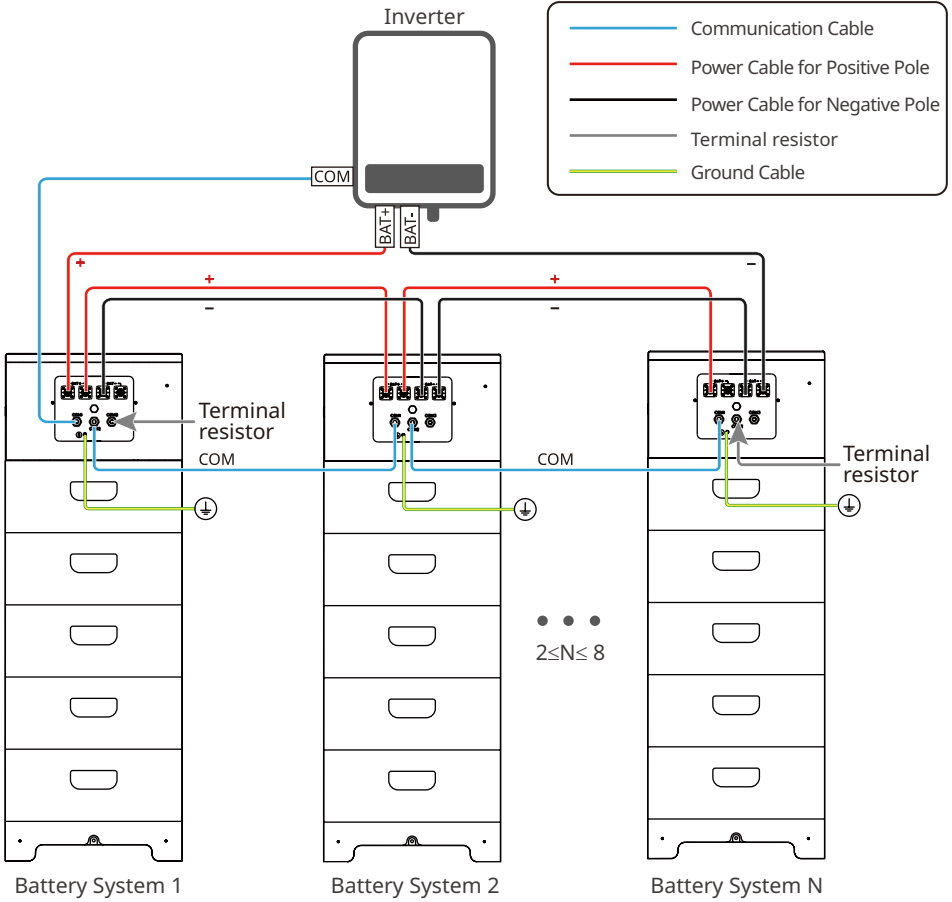 Inverter
Communication Cable
Power Cable for Positive Pole
Power Cable for Negative Pole
Terminal resistor
Ground Cable
COM
BAT+
BAT-
+
−
+
−
+
−
Terminal
resistor
COM
COM
Terminal
resistor
2≤N≤ 8
Battery System 1
Battery System 2
Battery System N